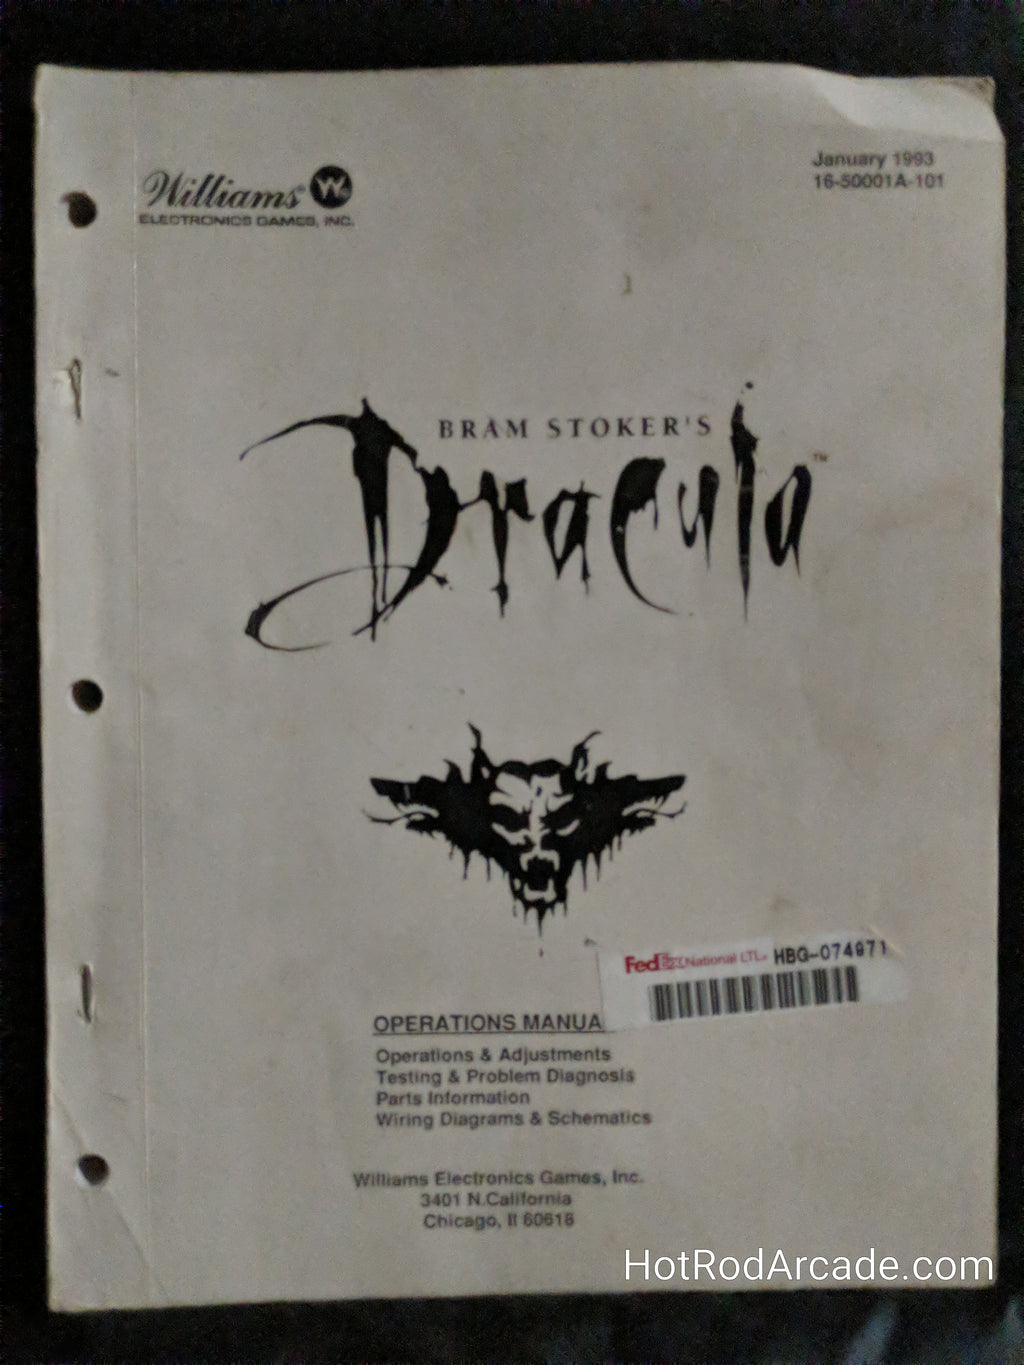 Williams®
ELECTRONICS GAMES, INC.
January 1993
16-50001A-101
BRAM STOKER'S
Dracula™
FedEx National LTL® HBG-074971
OPERATIONS MANUA
Operations & Adjustments
Testing & Problem Diagnosis
Parts Information
Wiring Diagrams & Schematics
Williams Electronics Games, Inc.
3401 N.California
Chicago, Il 60618
HotRodArcade.com